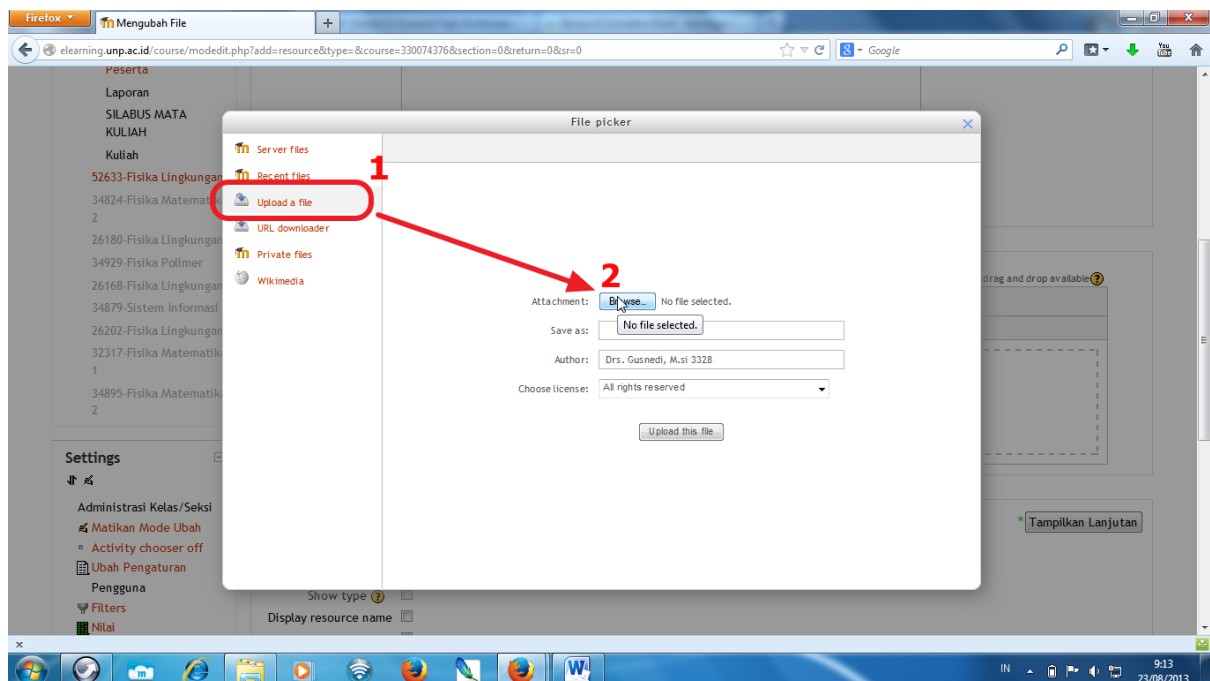 Firefox
Mengubah File
+
elearning.unp.ac.id/course/modedit.php?add=resource&type=&course=330074376&section=0&return=0&sr=0
Google
You Tube
Peserta
Laporan
SILABUS MATA
KULIAH
Kuliah
52633-Fisika Lingkungan
34824-Fisika Matematika
2
26180-Fisika Lingkungan
34929-Fisika Polimer
26168-Fisika Lingkungan
34879-Sistem Informasi
26202-Fisika Lingkungan
32317-Fisika Matematika
1
34895-Fisika Matematika
2
Settings
Administrasi Kelas/Seksi
Matikan Mode Ubah
Activity chooser off
Ubah Pengaturan
Pengguna
Filters
Nilai
File picker
Server files
Recent files
Upload a file
URL downloader
Private files
Wikimedia
1
2
Attachment: Browse... No file selected.
No file selected.
Save as:
Author: Drs. Gusnedi, M.si 3328
Choose license: All rights reserved
Upload this file
drag and drop available
* Tampilkan Lanjutan
Show type
Display resource name
IN
9:13
23/08/2013